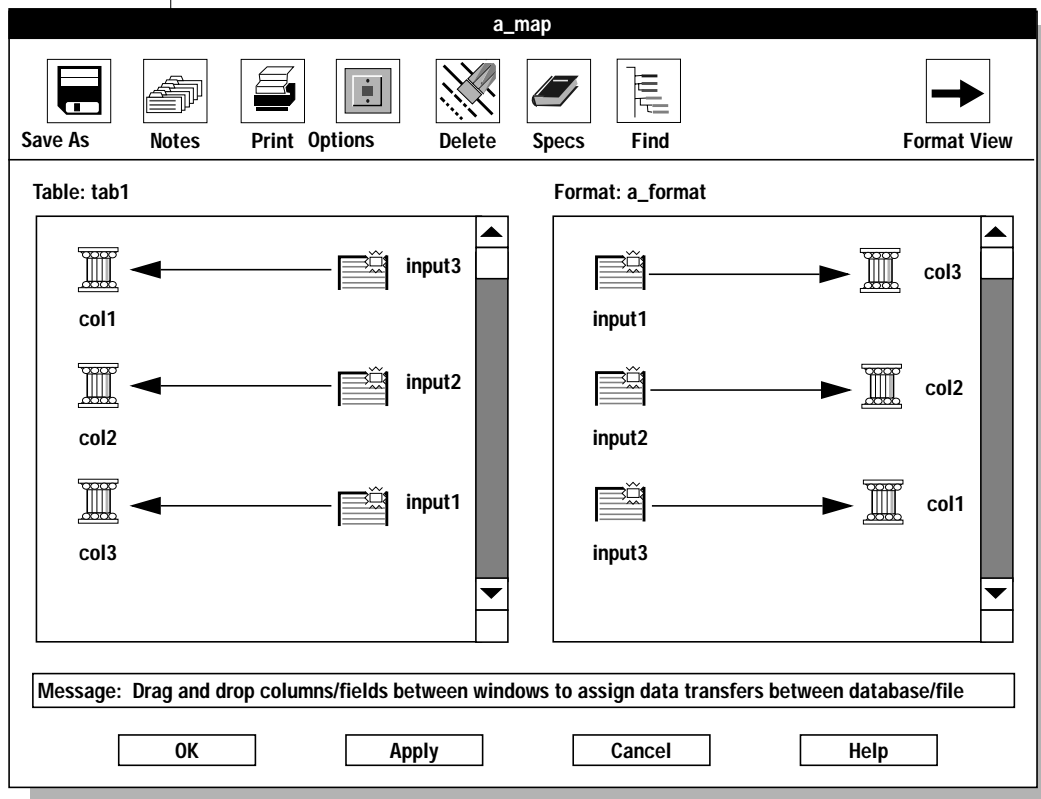 a_map
Save As Notes Print Options Delete Specs Find Format View
Table: tab1 Format: a_format
input3 col3
col1 input1
input2 col2
col2 input2
input1 col1
col3 input3
Message: Drag and drop columns/fields between windows to assign data transfers between database/file
OK Apply Cancel Help